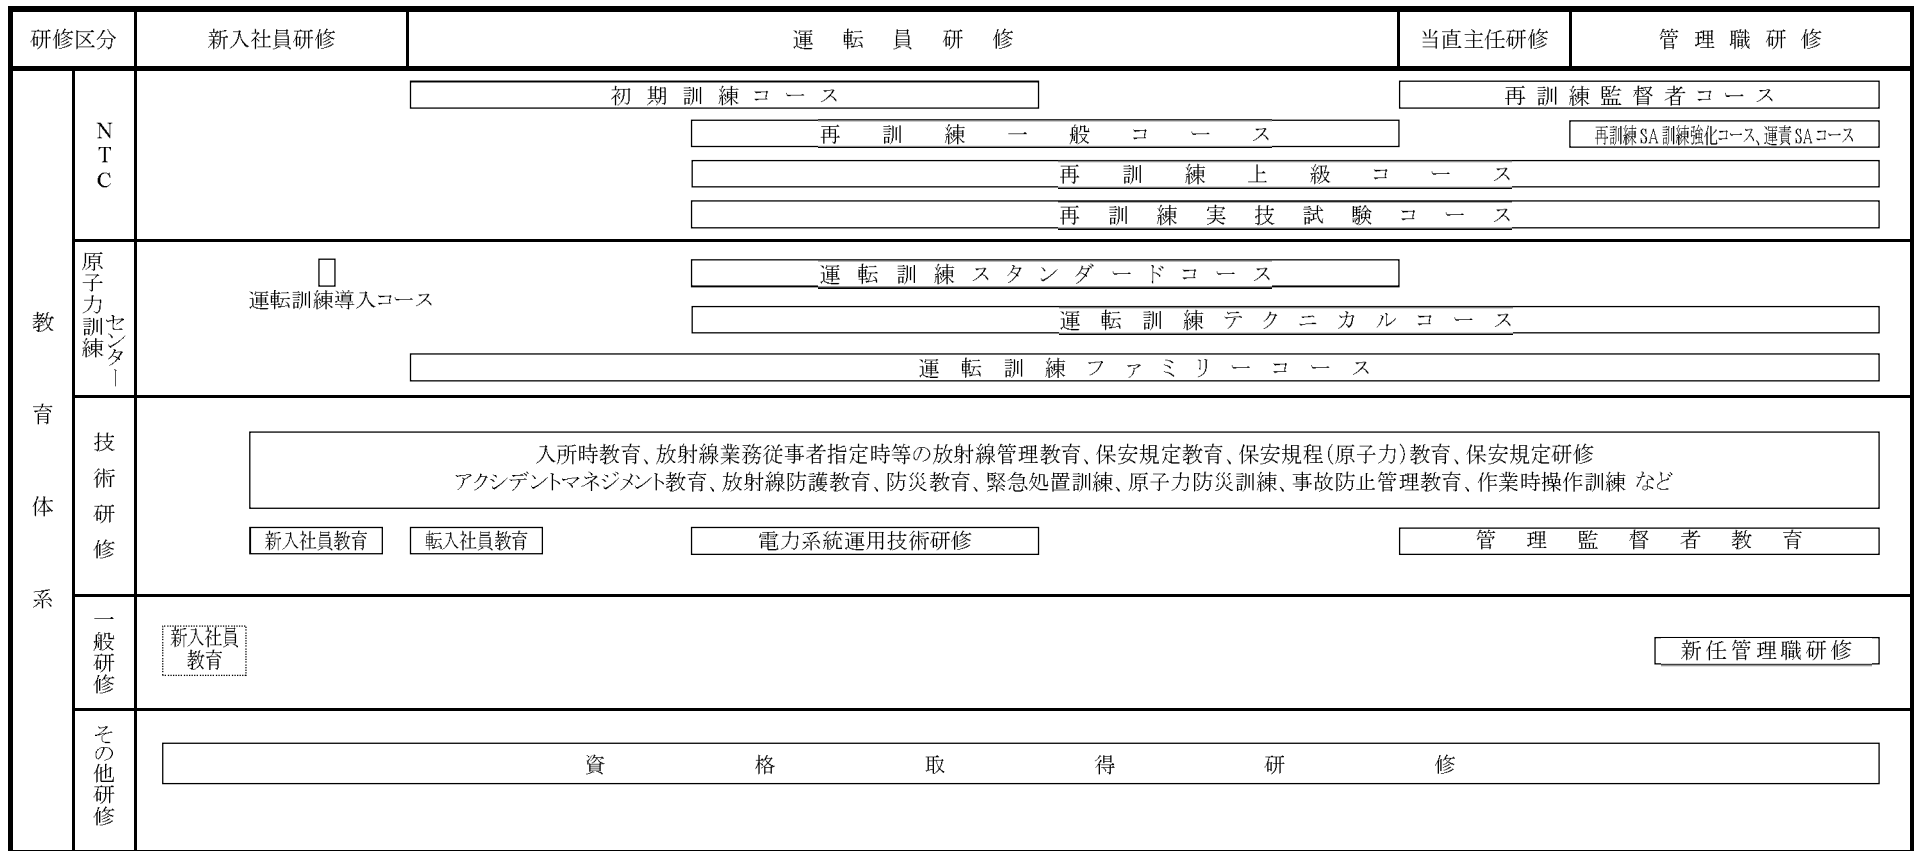 研修区分
新入社員研修
運転員研修
当直主任研修
管理職研修
教育体系
NTC
初期訓練コース
再訓練監督者コース
再訓練一般コース
再訓練SA訓練強化コース、運責SAコース
再訓練上級コース
再訓練実技試験コース
原子力訓練
センター
運転訓練導入コース
運転訓練スタンダードコース
運転訓練テクニカルコース
運転訓練ファミリーコース
技術研修
入所時教育、放射線業務従事者指定時等の放射線管理教育、保安規定教育、保安規程(原子力)教育、保安規定研修
アクシデントマネジメント教育、放射線防護教育、防災教育、緊急処置訓練、原子力防災訓練、事故防止管理教育、作業時操作訓練 など
新入社員教育
転入社員教育
電力系統運用技術研修
管理監督者教育
一般研修
新入社員
教育
新任管理職研修
その他研修
資格取得研修